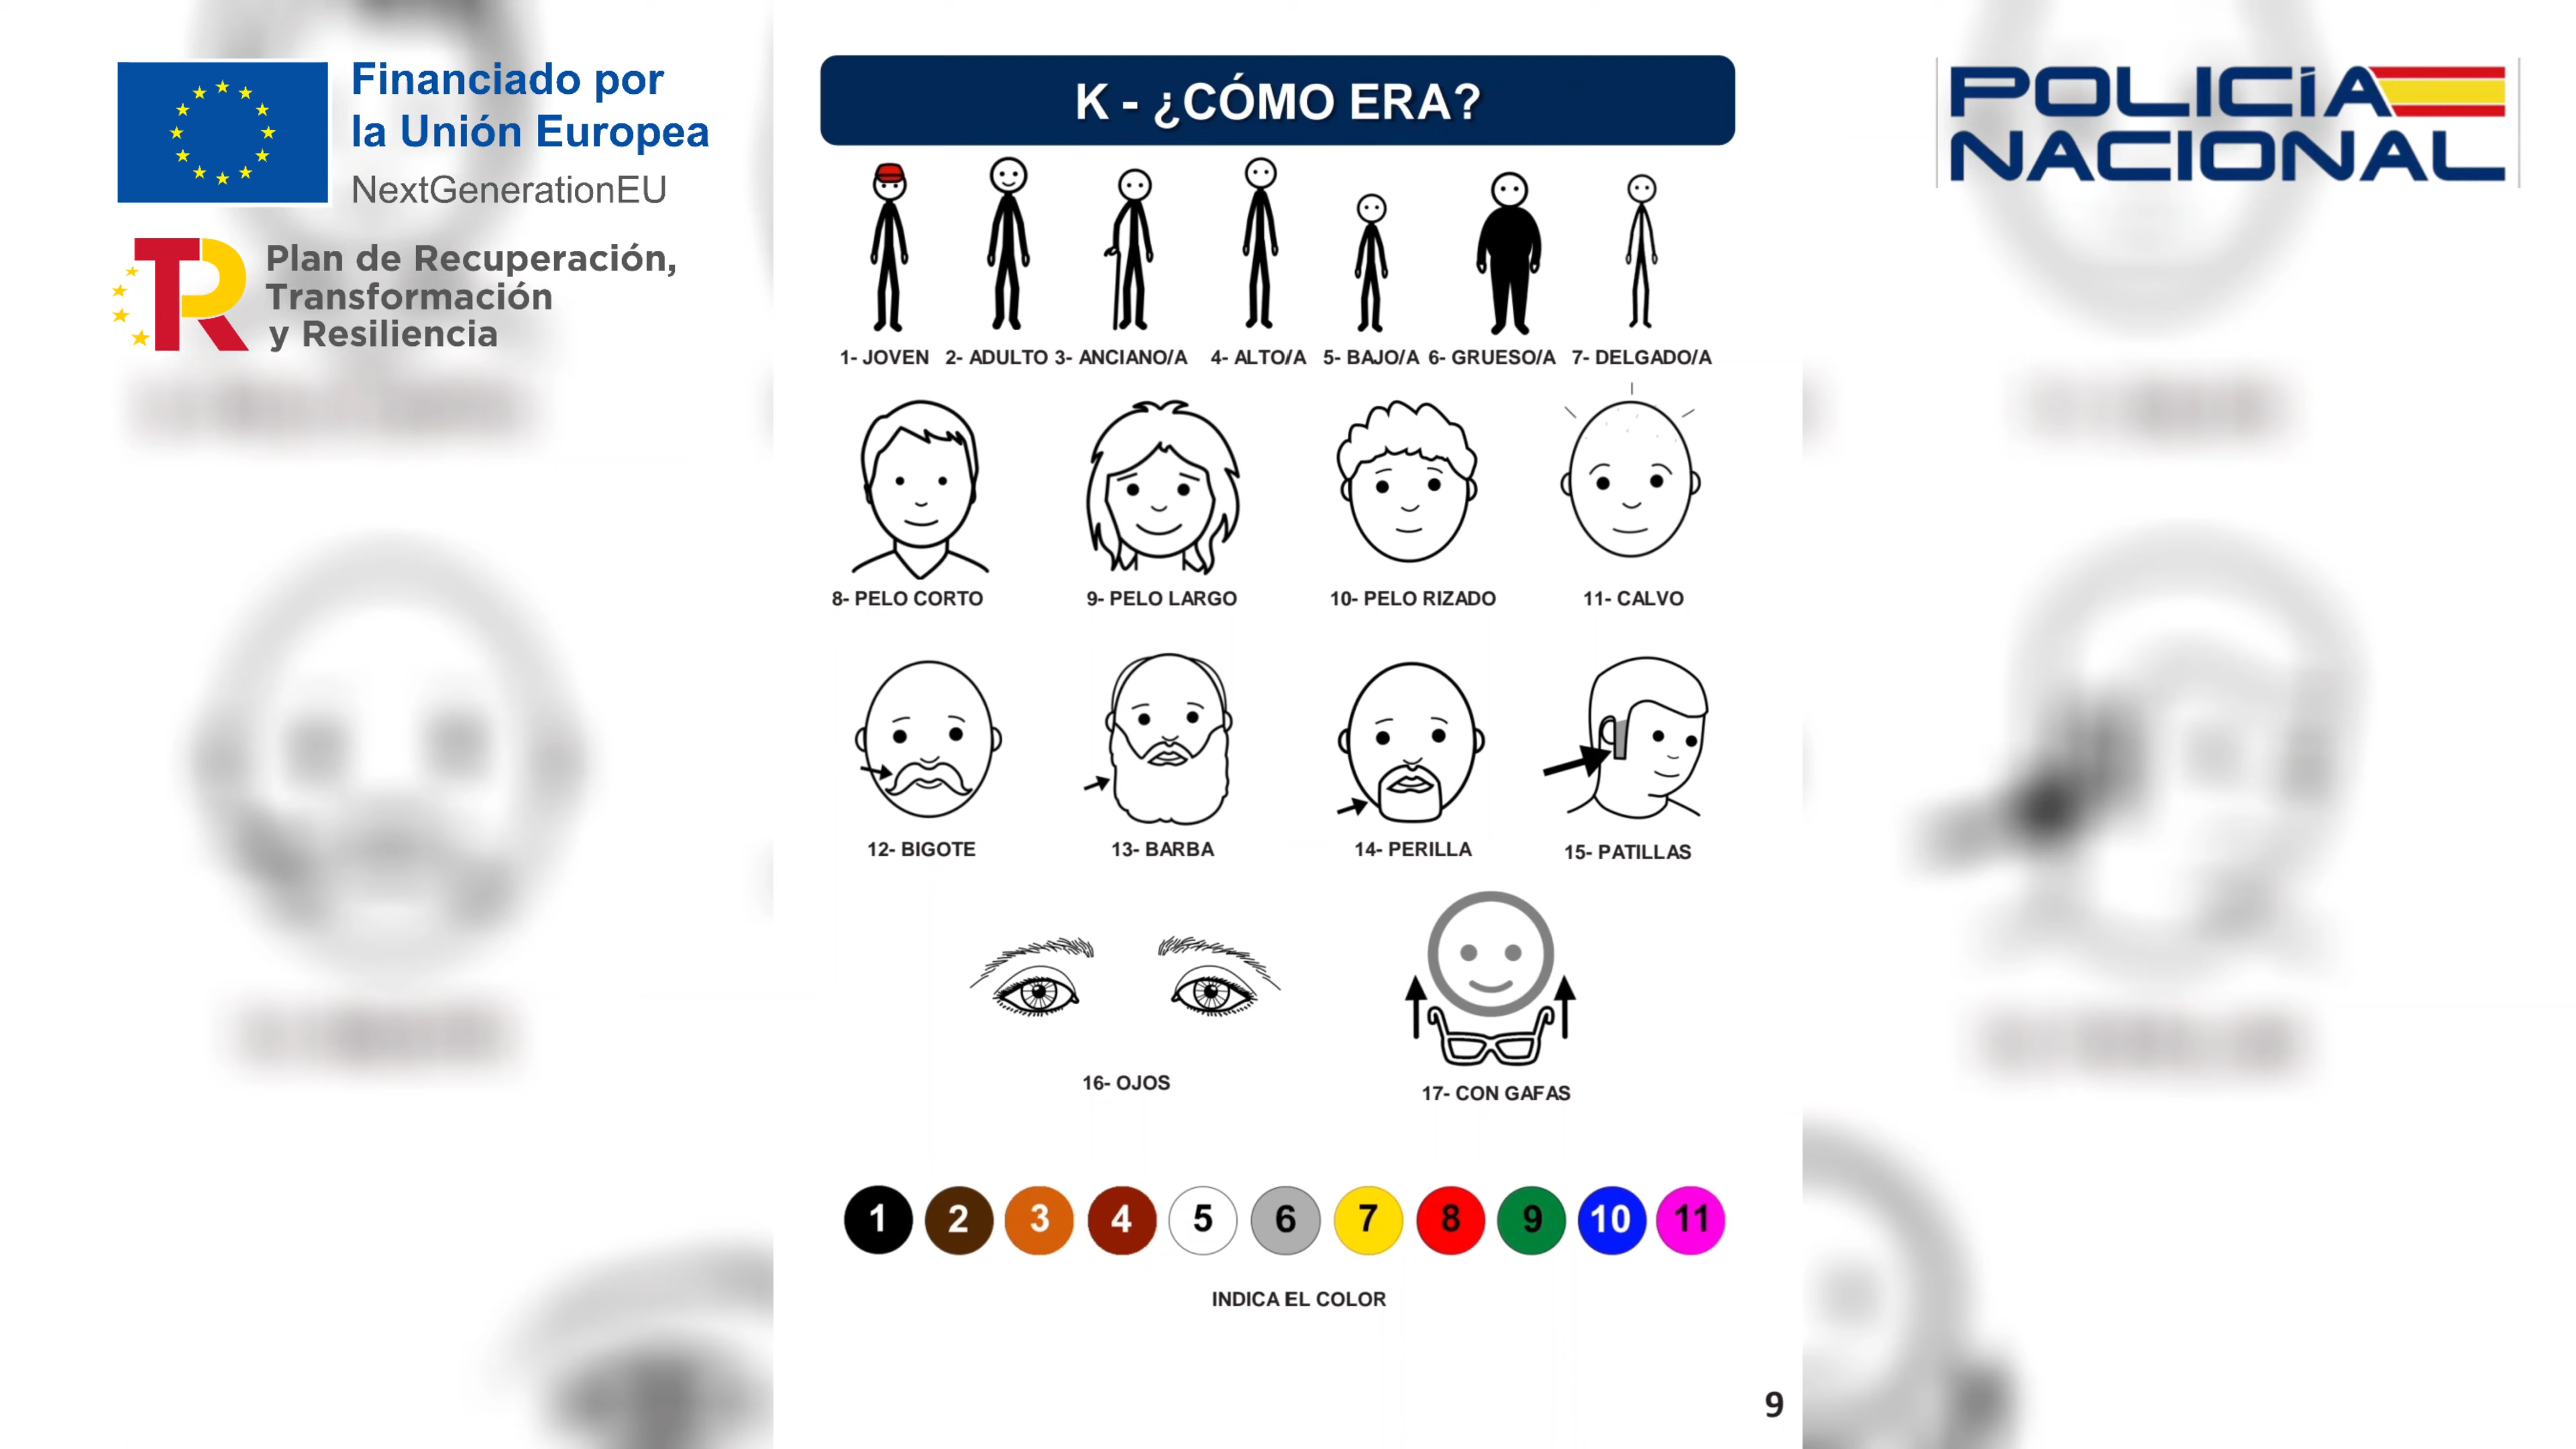 Financiado por
la Unión Europea
NextGenerationEU
TR
Plan de Recuperación,
Transformación
y Resiliencia
POLICÍA
NACIONAL
K - ¿CÓMO ERA?
1- JOVEN 2- ADULTO 3- ANCIANO/A 4- ALTO/A 5- BAJO/A 6- GRUESO/A 7- DELGADO/A
8- PELO CORTO 9- PELO LARGO 10- PELO RIZADO 11- CALVO
12- BIGOTE 13- BARBA 14- PERILLA 15- PATILLAS
16- OJOS 17- CON GAFAS
1 2 3 4 5 6 7 8 9 10 11
INDICA EL COLOR
9